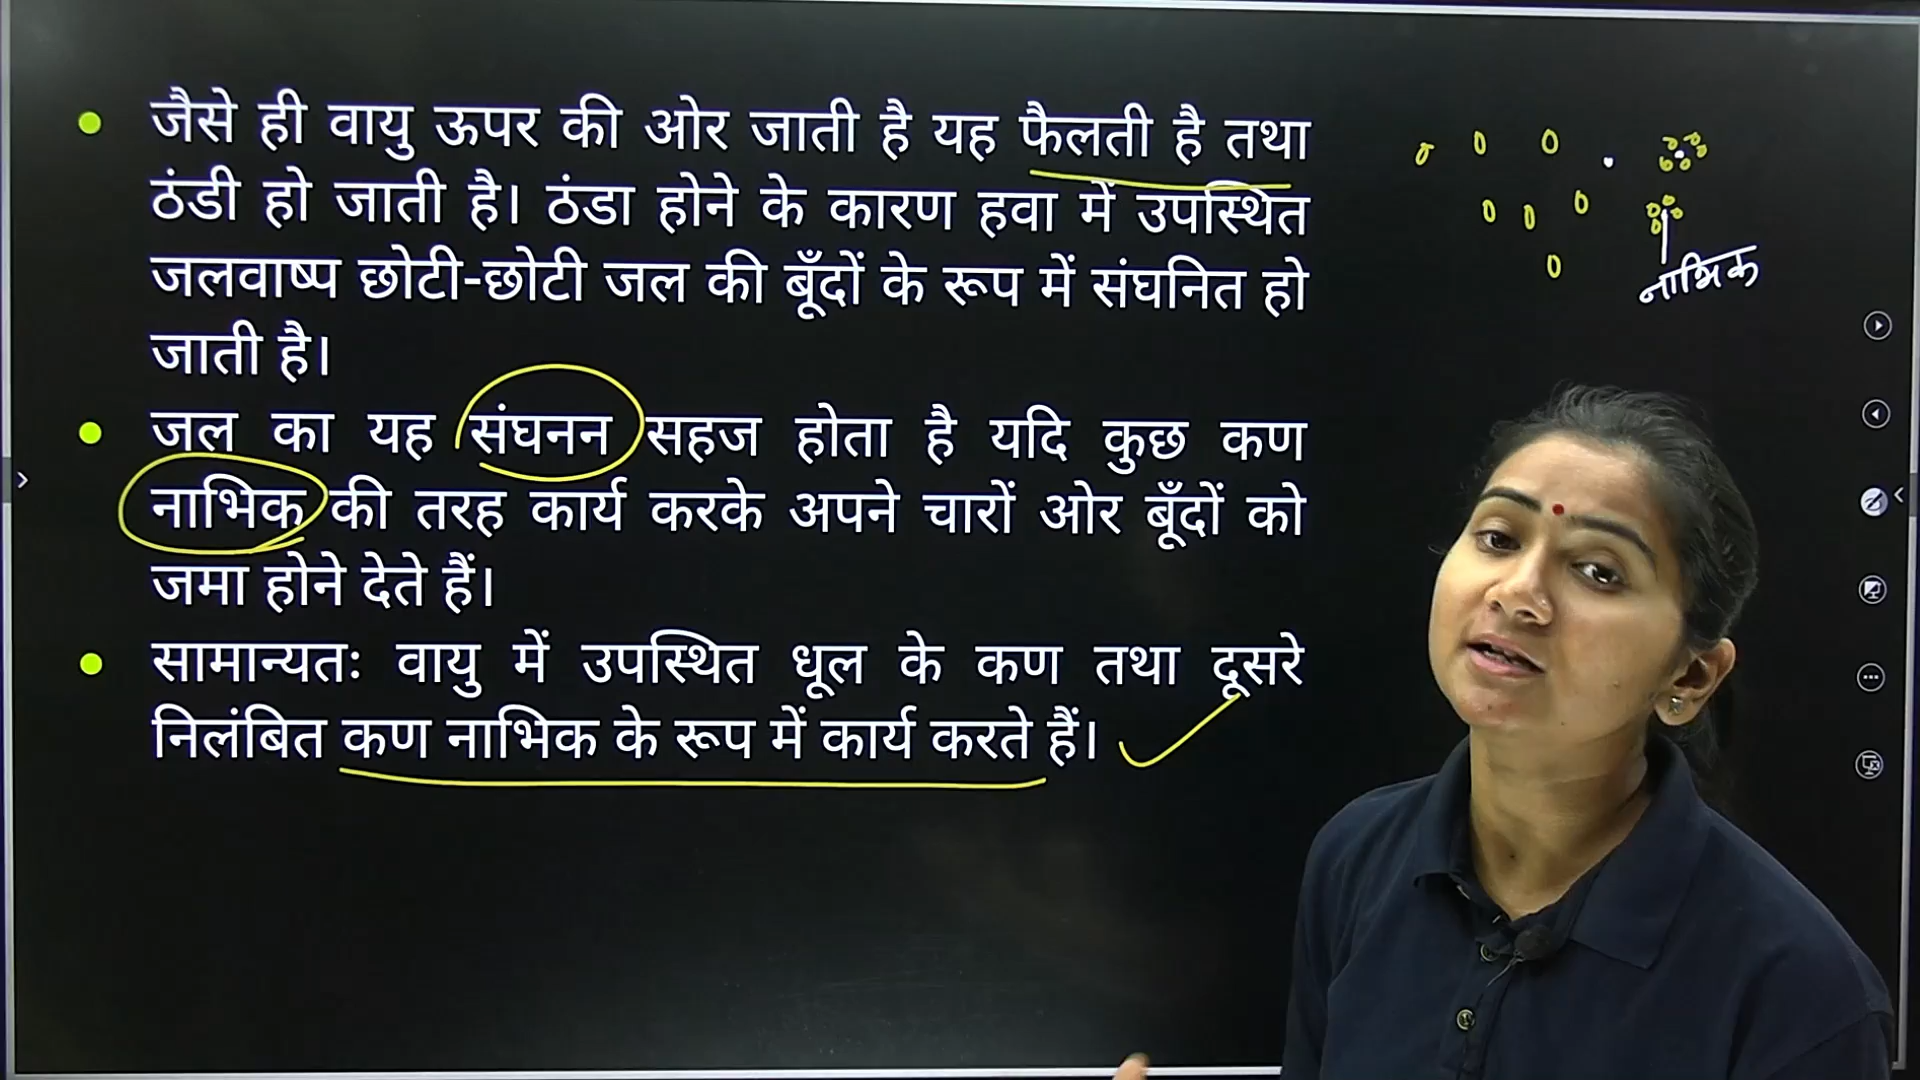 जैसे ही वायु ऊपर की ओर जाती है यह फैलती है तथा
ठंडी हो जाती है। ठंडा होने के कारण हवा में उपस्थित
जलवाष्प छोटी-छोटी जल की बूँदों के रूप में संघनित हो
जाती है।
जल का यह संघनन सहज होता है यदि कुछ कण
नाभिक की तरह कार्य करके अपने चारों ओर बूँदों को
जमा होने देते हैं।
सामान्यतः वायु में उपस्थित धूल के कण तथा दूसरे
निलंबित कण नाभिक के रूप में कार्य करते हैं।
नाभिक